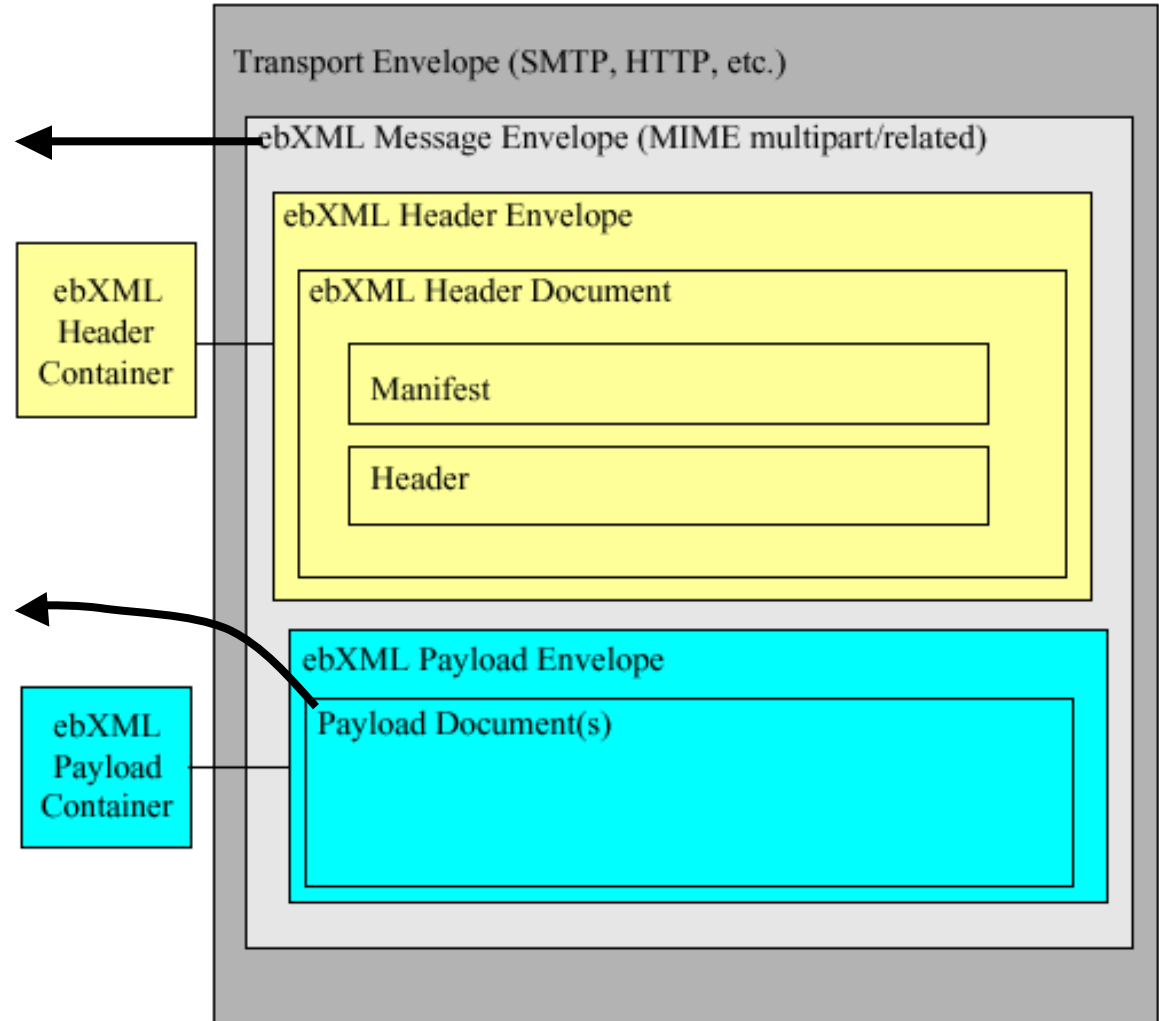 Transport Envelope (SMTP, HTTP, etc.)
ebXML Message Envelope (MIME multipart/related)
ebXML Header Envelope
ebXML
Header
Container
ebXML Header Document
Manifest
Header
ebXML Payload Envelope
ebXML
Payload
Container
Payload Document(s)